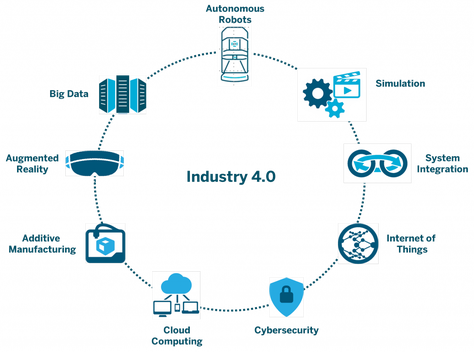 Autonomous
Robots
Simulation
System
Integration
Internet of
Things
Cybersecurity
Cloud
Computing
Additive
Manufacturing
Augmented
Reality
Big Data
Industry 4.0